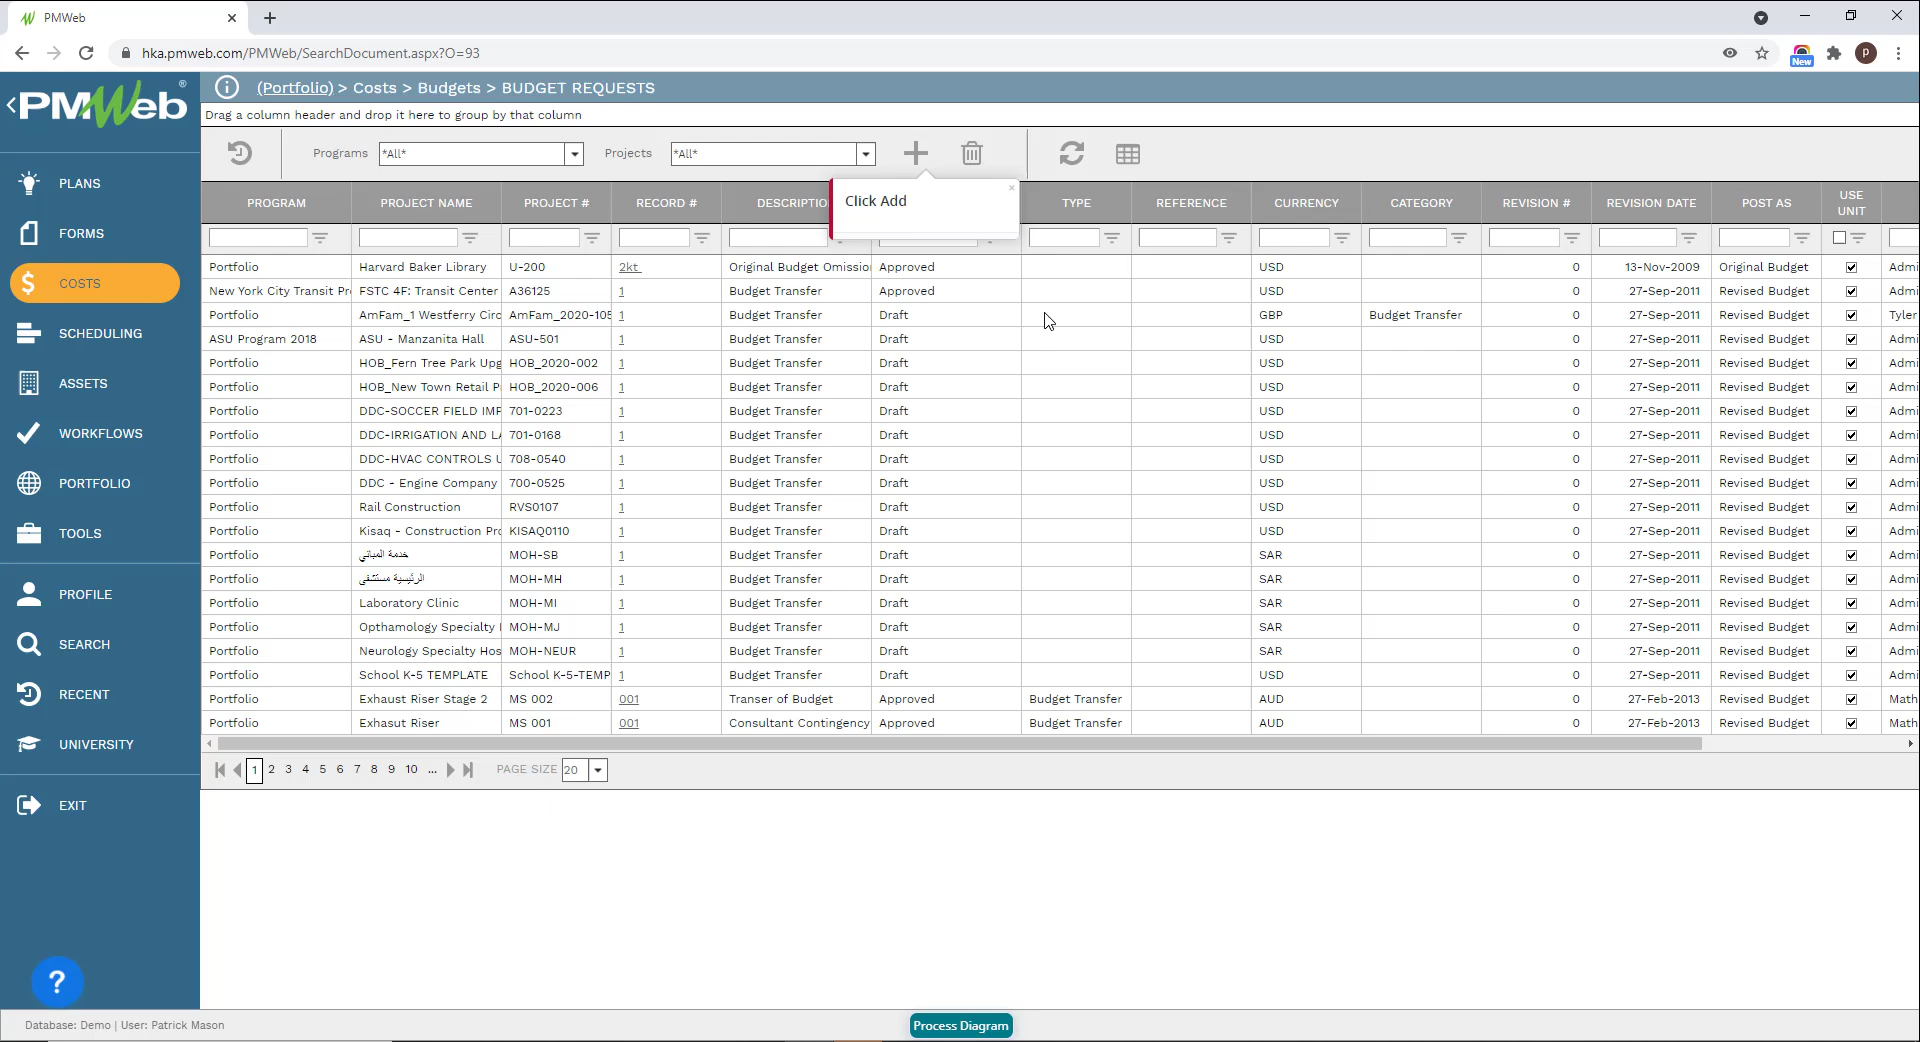 PMWeb
hka.pmweb.com/PMWeb/SearchDocument.aspx?O=93
New
p
PMWeb®
(Portfolio) > Costs > Budgets > BUDGET REQUESTS
Drag a column header and drop it here to group by that column
Programs *All* Projects *All*
Click Add
PROGRAM PROJECT NAME PROJECT # RECORD # DESCRIPTIO TYPE REFERENCE CURRENCY CATEGORY REVISION # REVISION DATE POST AS USE UNIT
Portfolio Harvard Baker Library U-200 2kt Original Budget Omissio Approved USD 0 13-Nov-2009 Original Budget Admi
New York City Transit Pr FSTC 4F: Transit Center A36125 1 Budget Transfer Approved USD 0 27-Sep-2011 Revised Budget Admi
Portfolio AmFam_1 Westferry Circ AmFam_2020-105 1 Budget Transfer Draft GBP Budget Transfer 0 27-Sep-2011 Revised Budget Tyler
ASU Program 2018 ASU - Manzanita Hall ASU-501 1 Budget Transfer Draft USD 0 27-Sep-2011 Revised Budget Admi
Portfolio HOB_Fern Tree Park Upg HOB_2020-002 1 Budget Transfer Draft USD 0 27-Sep-2011 Revised Budget Admi
Portfolio HOB_New Town Retail P HOB_2020-006 1 Budget Transfer Draft USD 0 27-Sep-2011 Revised Budget Admi
Portfolio DDC-SOCCER FIELD IMP 701-0223 1 Budget Transfer Draft USD 0 27-Sep-2011 Revised Budget Admi
Portfolio DDC-IRRIGATION AND LA 701-0168 1 Budget Transfer Draft USD 0 27-Sep-2011 Revised Budget Admi
Portfolio DDC-HVAC CONTROLS U 708-0540 1 Budget Transfer Draft USD 0 27-Sep-2011 Revised Budget Admi
Portfolio DDC - Engine Company 700-0525 1 Budget Transfer Draft USD 0 27-Sep-2011 Revised Budget Admi
Portfolio Rail Construction RVS0107 1 Budget Transfer Draft USD 0 27-Sep-2011 Revised Budget Admi
Portfolio Kisaq - Construction Pro KISAQ0110 1 Budget Transfer Draft USD 0 27-Sep-2011 Revised Budget Admi
Portfolio خدمة المباني MOH-SB 1 Budget Transfer Draft SAR 0 27-Sep-2011 Revised Budget Admi
Portfolio الرئيسية مستشفى MOH-MH 1 Budget Transfer Draft SAR 0 27-Sep-2011 Revised Budget Admi
Portfolio Laboratory Clinic MOH-MI 1 Budget Transfer Draft SAR 0 27-Sep-2011 Revised Budget Admi
Portfolio Opthamology Specialty MOH-MJ 1 Budget Transfer Draft SAR 0 27-Sep-2011 Revised Budget Admi
Portfolio Neurology Specialty Hos MOH-NEUR 1 Budget Transfer Draft SAR 0 27-Sep-2011 Revised Budget Admi
Portfolio School K-5 TEMPLATE School K-5-TEMP 1 Budget Transfer Draft USD 0 27-Sep-2011 Revised Budget Admi
Portfolio Exhaust Riser Stage 2 MS 002 001 Transer of Budget Approved Budget Transfer AUD 0 27-Feb-2013 Revised Budget Math
Portfolio Exhasut Riser MS 001 001 Consultant Contingency Approved Budget Transfer AUD 0 27-Feb-2013 Revised Budget Math
1 2 3 4 5 6 7 8 9 10 ... PAGE SIZE 20
PLANS
FORMS
COSTS
SCHEDULING
ASSETS
WORKFLOWS
PORTFOLIO
TOOLS
PROFILE
SEARCH
RECENT
UNIVERSITY
EXIT
?
Database: Demo | User: Patrick Mason
Process Diagram